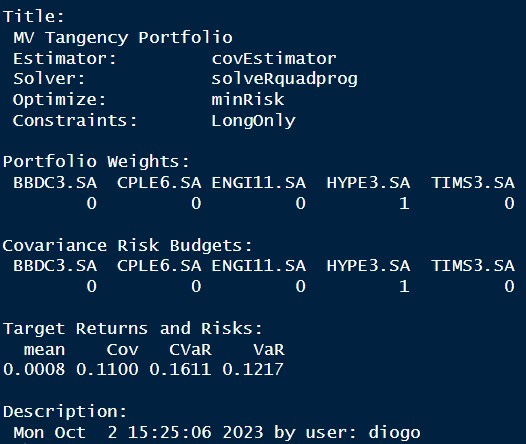 Title:
MV Tangency Portfolio
Estimator: covEstimator
Solver: solveRquadprog
Optimize: minRisk
Constraints: LongOnly
Portfolio Weights:
BBDC3.SA CPLE6.SA ENGI11.SA HYPE3.SA TIMS3.SA
0 0 0 1 0
Covariance Risk Budgets:
BBDC3.SA CPLE6.SA ENGI11.SA HYPE3.SA TIMS3.SA
0 0 0 1 0
Target Returns and Risks:
mean Cov CVaR VaR
0.0008 0.1100 0.1611 0.1217
Description:
Mon Oct 2 15:25:06 2023 by user: diogo